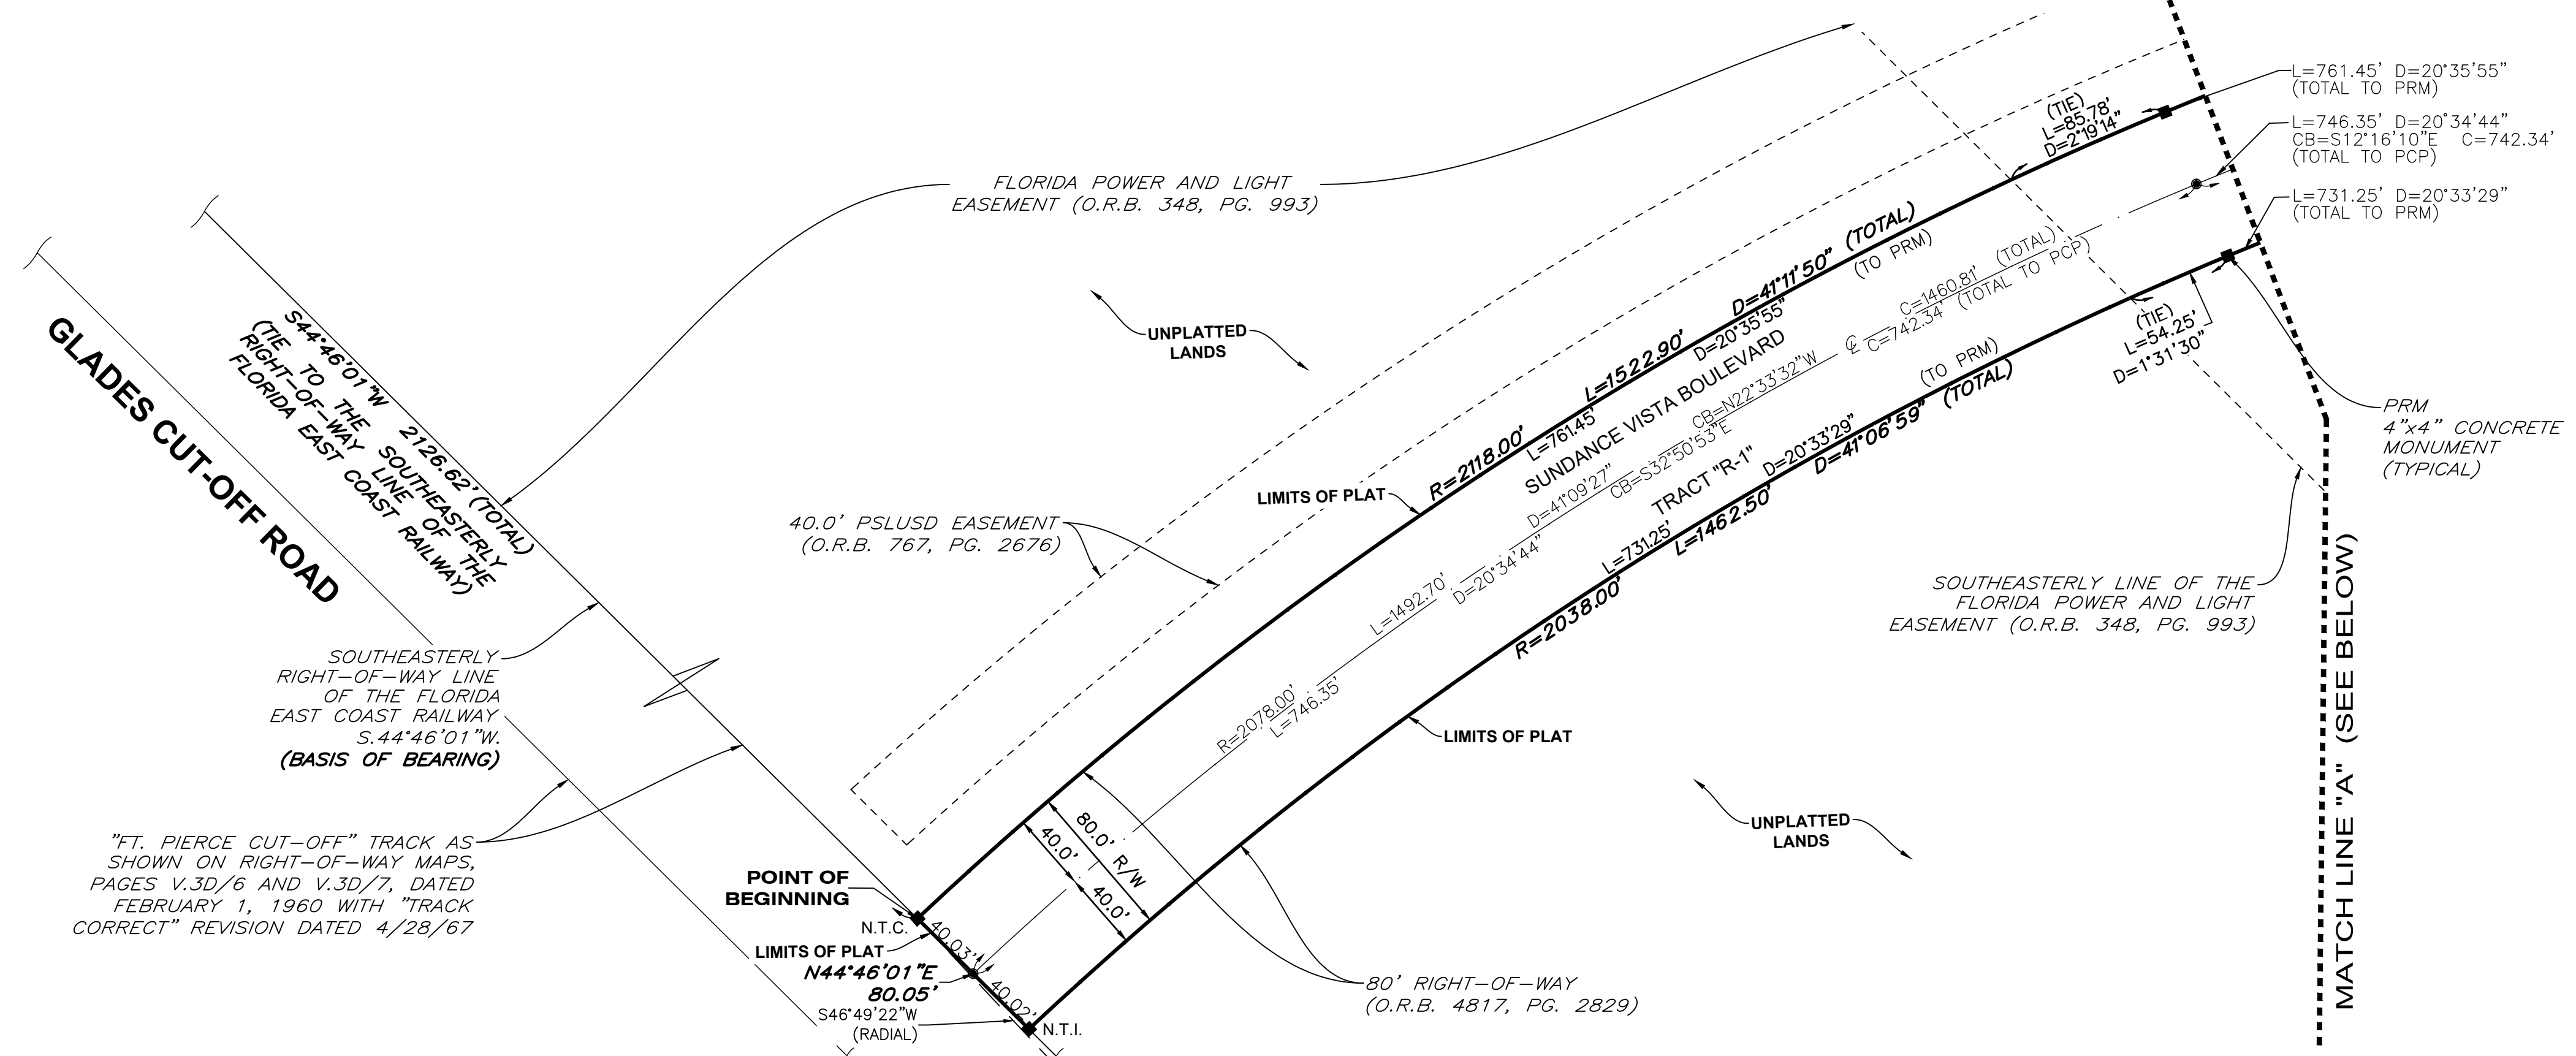 L=761.45' D=20°35'55"
(TOTAL TO PRM)
L=746.35' D=20°34'44"
CB=S12°16'10"E C=742.34'
(TOTAL TO PCP)
L=731.25' D=20°33'29"
(TOTAL TO PRM)
(TIE)
L=85.78'
D=2°19'14"
FLORIDA POWER AND LIGHT
EASEMENT (O.R.B. 348, PG. 993)
UNPLATTED
LANDS
GLADES CUT-OFF ROAD
S44°46'01"W 2126.62' (TOTAL)
(TIE TO THE SOUTHEASTERLY
RIGHT-OF-WAY LINE OF THE
FLORIDA EAST COAST RAILWAY)
R=2118.00' L=1522.90' D=41°11'50" (TOTAL)
L=761.45' D=20°35'55" (TO PRM)
SUNDANCE VISTA BOULEVARD
R=2078.00' L=1492.70' D=41°09'27" CB=N22°33'32"W ℄ C=1460.81' (TOTAL)
L=746.35' D=20°34'44" CB=S32°50'53"E C=742.34' (TOTAL TO PCP)
TRACT "R-1"
L=731.25' D=20°33'29" (TO PRM)
R=2038.00' L=1462.50' D=41°06'59" (TOTAL)
(TIE)
L=54.25'
D=1°31'30"
PRM
4"x4" CONCRETE
MONUMENT
(TYPICAL)
LIMITS OF PLAT
40.0' PSLUSD EASEMENT
(O.R.B. 767, PG. 2676)
SOUTHEASTERLY LINE OF THE
FLORIDA POWER AND LIGHT
EASEMENT (O.R.B. 348, PG. 993)
MATCH LINE "A" (SEE BELOW)
SOUTHEASTERLY
RIGHT-OF-WAY LINE
OF THE FLORIDA
EAST COAST RAILWAY
S.44°46'01"W.
(BASIS OF BEARING)
LIMITS OF PLAT
UNPLATTED
LANDS
"FT. PIERCE CUT-OFF" TRACK AS
SHOWN ON RIGHT-OF-WAY MAPS,
PAGES V.3D/6 AND V.3D/7, DATED
FEBRUARY 1, 1960 WITH "TRACK
CORRECT" REVISION DATED 4/28/67
80.0' R/W
40.0'
40.0'
POINT OF
BEGINNING
N.T.C.
LIMITS OF PLAT
40.03'
N44°46'01"E
80.05'
40.02'
S46°49'22"W
(RADIAL)
N.T.I.
80' RIGHT-OF-WAY
(O.R.B. 4817, PG. 2829)